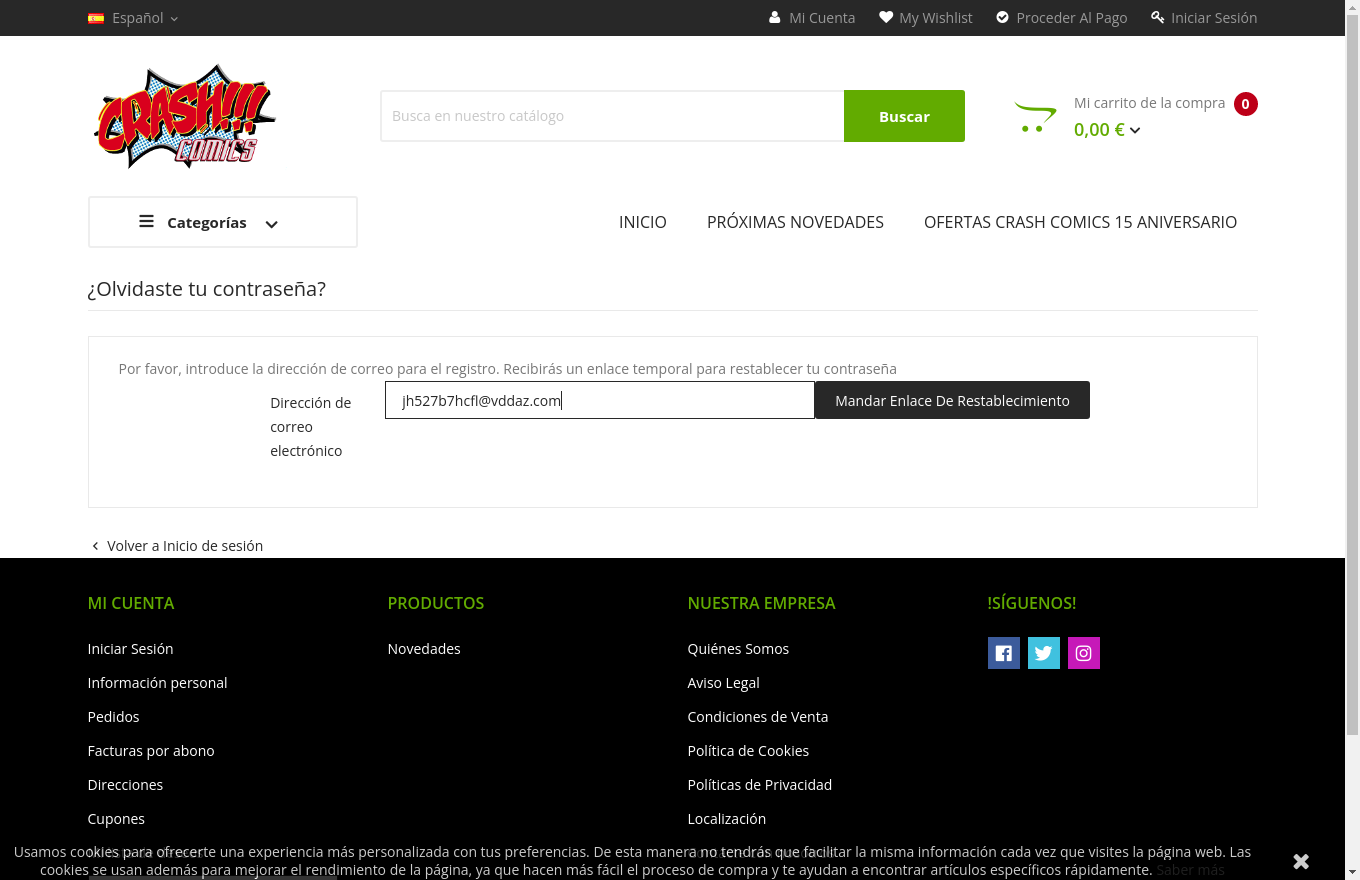 Español
Mi Cuenta
My Wishlist
Proceder Al Pago
Iniciar Sesión
CRASH!!!
COMICS
Busca en nuestro catálogo
Buscar
Mi carrito de la compra
0
0,00 €
Categorías
INICIO
PRÓXIMAS NOVEDADES
OFERTAS CRASH COMICS 15 ANIVERSARIO
¿Olvidaste tu contraseña?
Por favor, introduce la dirección de correo para el registro. Recibirás un enlace temporal para restablecer tu contraseña
Dirección de
correo
electrónico
jh527b7hcfl@vddaz.com
Mandar Enlace De Restablecimiento
Volver a Inicio de sesión
MI CUENTA
Iniciar Sesión
Información personal
Pedidos
Facturas por abono
Direcciones
Cupones
PRODUCTOS
Novedades
NUESTRA EMPRESA
Quiénes Somos
Aviso Legal
Condiciones de Venta
Política de Cookies
Políticas de Privacidad
Localización
!SÍGUENOS!
Usamos cookies para ofrecerte una experiencia más personalizada con tus preferencias. De esta manera no tendrás que facilitar la misma información cada vez que visites la página web. Las
cookies se usan además para mejorar el rendimiento de la página, ya que hacen más fácil el proceso de compra y te ayudan a encontrar artículos específicos rápidamente. Saber más